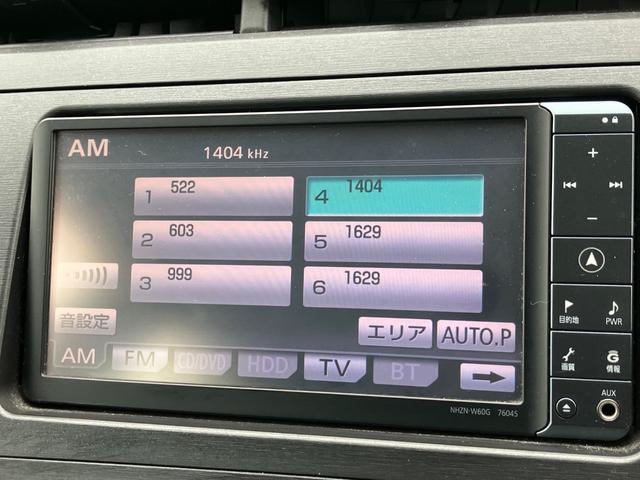 AM
1404 kHz
1 522
4 1404
2 603
5 1629
3 999
6 1629
音設定
エリア
AUTO.P
AM
FM
CD/DVD
HDD
TV
BT
NHZN-W60G 76045
目的地
PWR
画質
G
情報
AUX